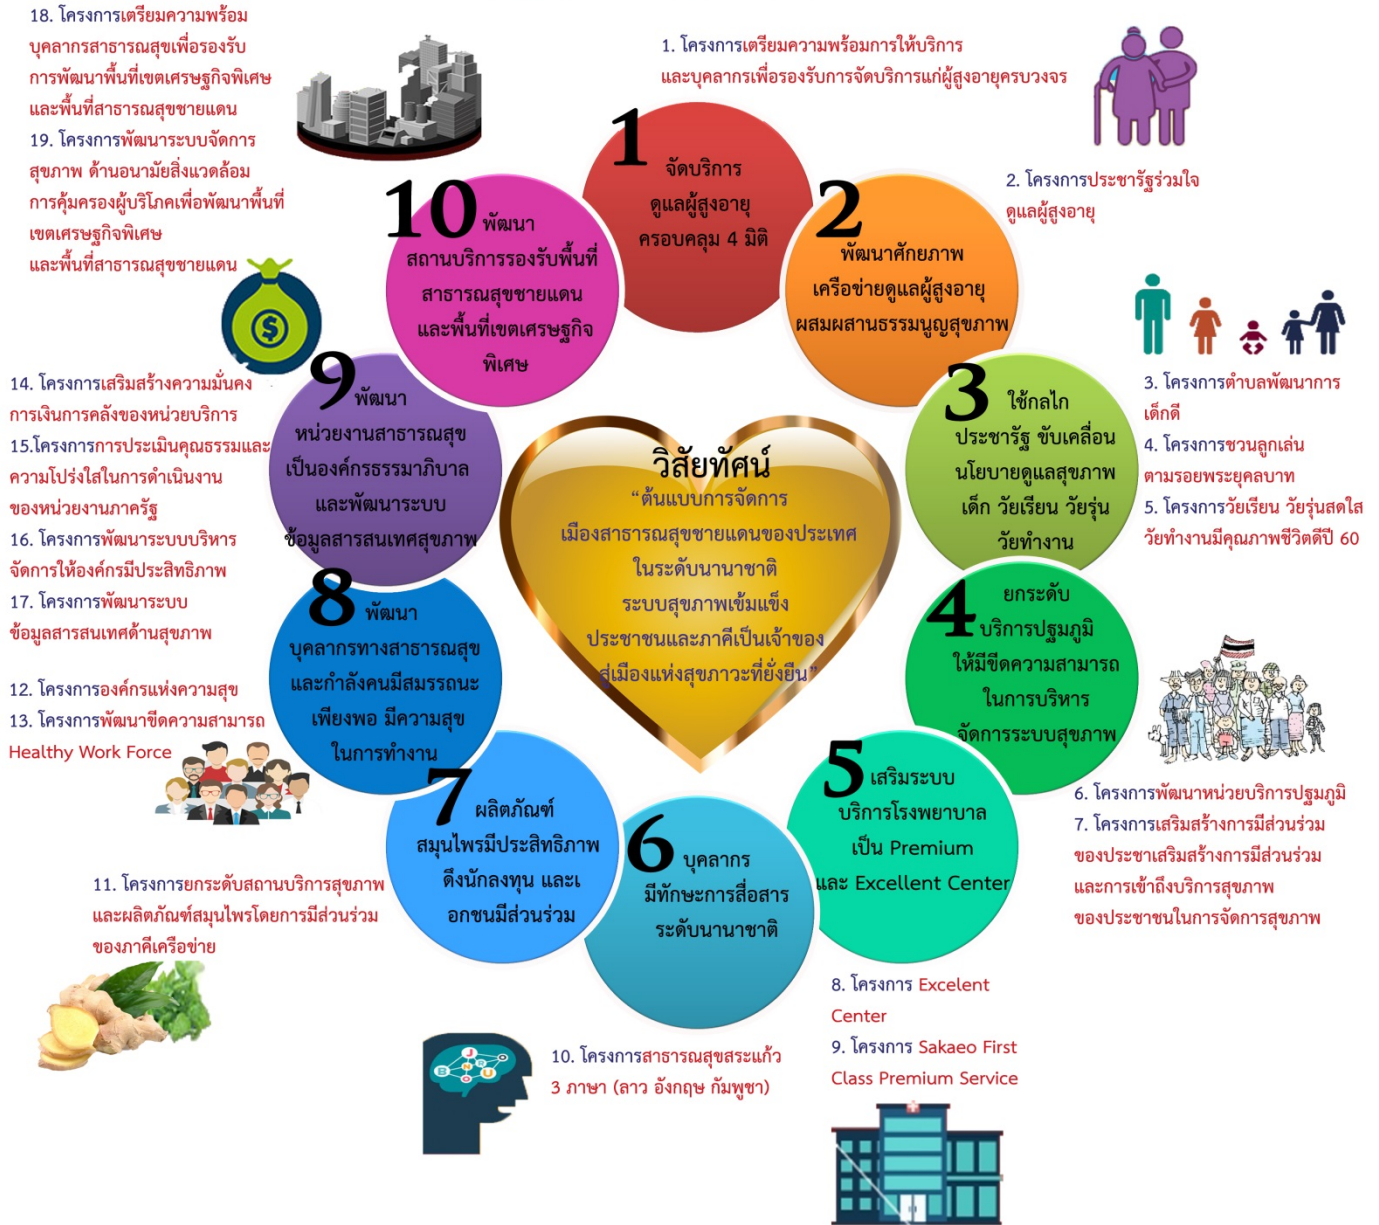 18. โครงการเตรียมความพร้อม
บุคลากรสาธารณสุขเพื่อรองรับ
การพัฒนาพื้นที่เขตเศรษฐกิจพิเศษ
และพื้นที่สาธารณสุขชายแดน
19. โครงการพัฒนาระบบจัดการ
สุขภาพ ด้านอนามัยสิ่งแวดล้อม
การคุ้มครองผู้บริโภคเพื่อพัฒนาพื้นที่
เขตเศรษฐกิจพิเศษ
และพื้นที่สาธารณสุขชายแดน
1. โครงการเตรียมความพร้อมการให้บริการ
และบุคลากรเพื่อรองรับการจัดบริการแก่ผู้สูงอายุครบวงจร
1
จัดบริการ
ดูแลผู้สูงอายุ
ครอบคลุม 4 มิติ
2. โครงการประชารัฐร่วมใจ
ดูแลผู้สูงอายุ
2
พัฒนาศักยภาพ
เครือข่ายดูแลผู้สูงอายุ
ผสมผสานธรรมนูญสุขภาพ
3
ใช้กลไก
ประชารัฐ ขับเคลื่อน
นโยบายดูแลสุขภาพ
เด็ก วัยเรียน วัยรุ่น
วัยทำงาน
3. โครงการตำบลพัฒนาการ
เด็กดี
4. โครงการชวนลูกเล่น
ตามรอยพระยุคลบาท
5. โครงการวัยเรียน วัยรุ่นสดใส
วัยทำงานมีคุณภาพชีวิตดีปี 60
4
ยกระดับ
บริการปฐมภูมิ
ให้มีขีดความสามารถ
ในการบริหาร
จัดการระบบสุขภาพ
6. โครงการพัฒนาหน่วยบริการปฐมภูมิ
7. โครงการเสริมสร้างการมีส่วนร่วม
ของประชาเสริมสร้างการมีส่วนร่วม
และการเข้าถึงบริการสุขภาพ
ของประชาชนในการจัดการสุขภาพ
5
เสริมระบบ
บริการโรงพยาบาล
เป็น Premium
และ Excellent Center
8. โครงการ Excelent
Center
9. โครงการ Sakaeo First
Class Premium Service
6
บุคลากร
มีทักษะการสื่อสาร
ระดับนานาชาติ
10. โครงการสาธารณสุขสระแก้ว
3 ภาษา (ลาว อังกฤษ กัมพูชา)
7
ผลิตภัณฑ์
สมุนไพรมีประสิทธิภาพ
ดึงนักลงทุน และเ
อกชนมีส่วนร่วม
11. โครงการยกระดับสถานบริการสุขภาพ
และผลิตภัณฑ์สมุนไพรโดยการมีส่วนร่วม
ของภาคีเครือข่าย
8
พัฒนา
บุคลากรทางสาธารณสุข
และกำลังคนมีสมรรถนะ
เพียงพอ มีความสุข
ในการทำงาน
12. โครงการองค์กรแห่งความสุข
13. โครงการพัฒนาขีดความสามารถ
Healthy Work Force
9
พัฒนา
หน่วยงานสาธารณสุข
เป็นองค์กรธรรมาภิบาล
และพัฒนาระบบ
ข้อมูลสารสนเทศสุขภาพ
14. โครงการเสริมสร้างความมั่นคง
การเงินการคลังของหน่วยบริการ
15.โครงการการประเมินคุณธรรมและ
ความโปร่งใสในการดำเนินงาน
ของหน่วยงานภาครัฐ
16. โครงการพัฒนาระบบบริหาร
จัดการให้องค์กรมีประสิทธิภาพ
17. โครงการพัฒนาระบบ
ข้อมูลสารสนเทศด้านสุขภาพ
10
พัฒนา
สถานบริการรองรับพื้นที่
สาธารณสุขชายแดน
และพื้นที่เขตเศรษฐกิจ
พิเศษ
วิสัยทัศน์
“ต้นแบบการจัดการ
เมืองสาธารณสุขชายแดนของประเทศ
ในระดับนานาชาติ
ระบบสุขภาพเข้มแข็ง
ประชาชนและภาคีเป็นเจ้าของ
สู่เมืองแห่งสุขภาวะที่ยั่งยืน”
$